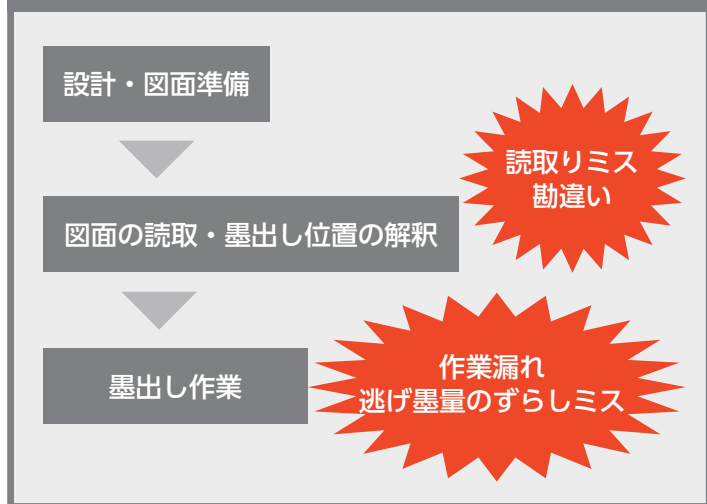 設計・図面準備
読取りミス
勘違い
図面の読取・墨出し位置の解釈
作業漏れ
逃げ墨量のずらしミス
墨出し作業